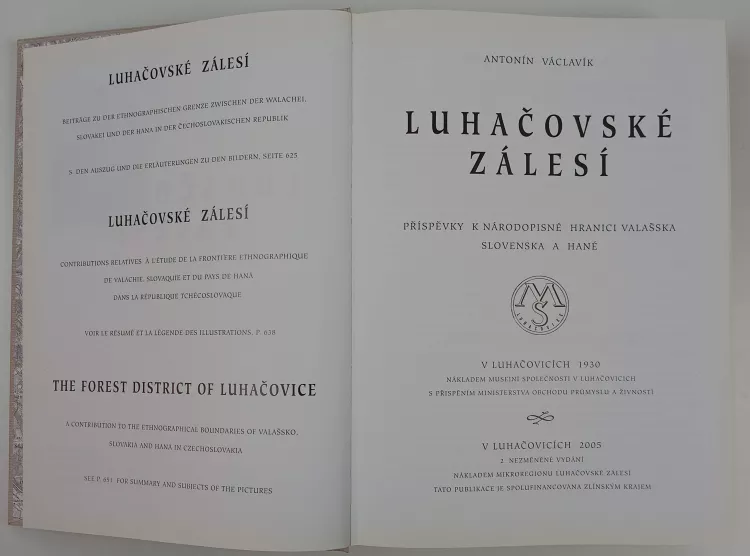 LUHAČOVSKÉ ZÁLESÍ
BEITRÄGE ZU DER ETHNOGRAPHISCHEN GRENZE ZWISCHEN DER WALACHEI,
SLOVAKEI UND DER HANA IN DER ČECHOSLOVAKISCHEN REPUBLIK
S. DEN AUSZUG UND DIE ERLÄUTERUNGEN ZU DEN BILDERN, SEITE 625
LUHAČOVSKÉ ZÁLESÍ
CONTRIBUTIONS RELATIVES À L'ÉTUDE DE LA FRONTIÈRE ETHNOGRAPHIQUE
DE VALACHIE, SLOVAQUIE ET DU PAYS DE HANÁ
DANS LA RÉPUBLIQUE TCHÉCOSLOVAQUE
VOIR LE RÉSUMÉ ET LA LÉGENDE DES ILLUSTRATIONS, P. 638
THE FOREST DISTRICT OF LUHAČOVICE
A CONTRIBUTION TO THE ETHNOGRAPHICAL BOUNDARIES OF VALAŠSKO,
SLOVAKIA AND HANÁ IN CZECHOSLOVAKIA
SEE P. 651 FOR SUMMARY AND SUBJECTS OF THE PICTURES
ANTONÍN VÁCLAVÍK
LUHAČOVSKÉ
ZÁLESÍ
PŘÍSPĚVKY K NÁRODOPISNÉ HRANICI VALAŠSKA
SLOVENSKA A HANÉ
MS
LUHAČOVICE
V LUHAČOVICÍCH 1930
NÁKLADEM MUSEJNÍ SPOLEČNOSTI V LUHAČOVICÍCH
S PŘISPĚNÍM MINISTERSTVA OBCHODU PRŮMYSLU A ŽIVNOSTÍ
V LUHAČOVICÍCH 2005
2. NEZMĚNĚNÉ VYDÁNÍ
NÁKLADEM MIKROREGIONU LUHAČOVSKÉ ZÁLESÍ
TATO PUBLIKACE JE SPOLUFINANCOVÁNA ZLÍNSKÝM KRAJEM